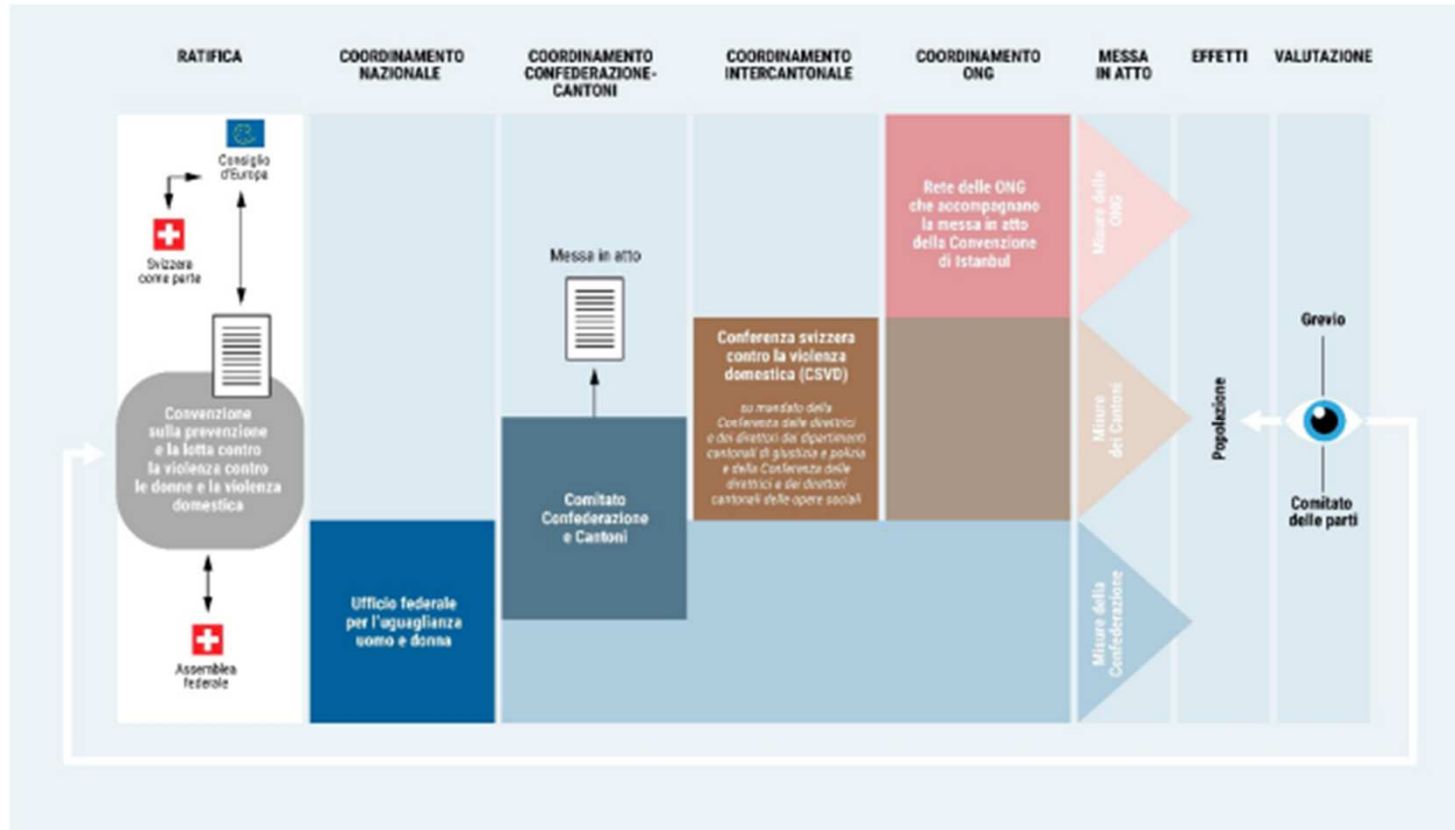 RATIFICA
COORDINAMENTO
NAZIONALE
COORDINAMENTO
CONFEDERAZIONE-
CANTONI
COORDINAMENTO
INTERCANTONALE
COORDINAMENTO
ONG
MESSA
IN ATTO
EFFETTI
VALUTAZIONE
Consiglio
d'Europa
Svizzera
come parte
Convenzione
sulla prevenzione
e la lotta contro
la violenza contro
le donne e la violenza
domestica
Assemblea
federale
Ufficio federale
per l'uguaglianza
uomo e donna
Messa in atto
Comitato
Confederazione
e Cantoni
Conferenza svizzera
contro la violenza
domestica (CSVD)
su mandato della
Conferenza delle direttrici
e dei direttori dei dipartimenti
cantonali di giustizia e polizia
e della Conferenza delle
direttrici e dei direttori
cantonali delle opere sociali
Rete delle ONG
che accompagnano
la messa in atto
della Convenzione
di Istanbul
Misure delle
ONG
Misure
dei Cantoni
Misure della
Confederazione
Popolazione
Grevio
Comitato
delle parti